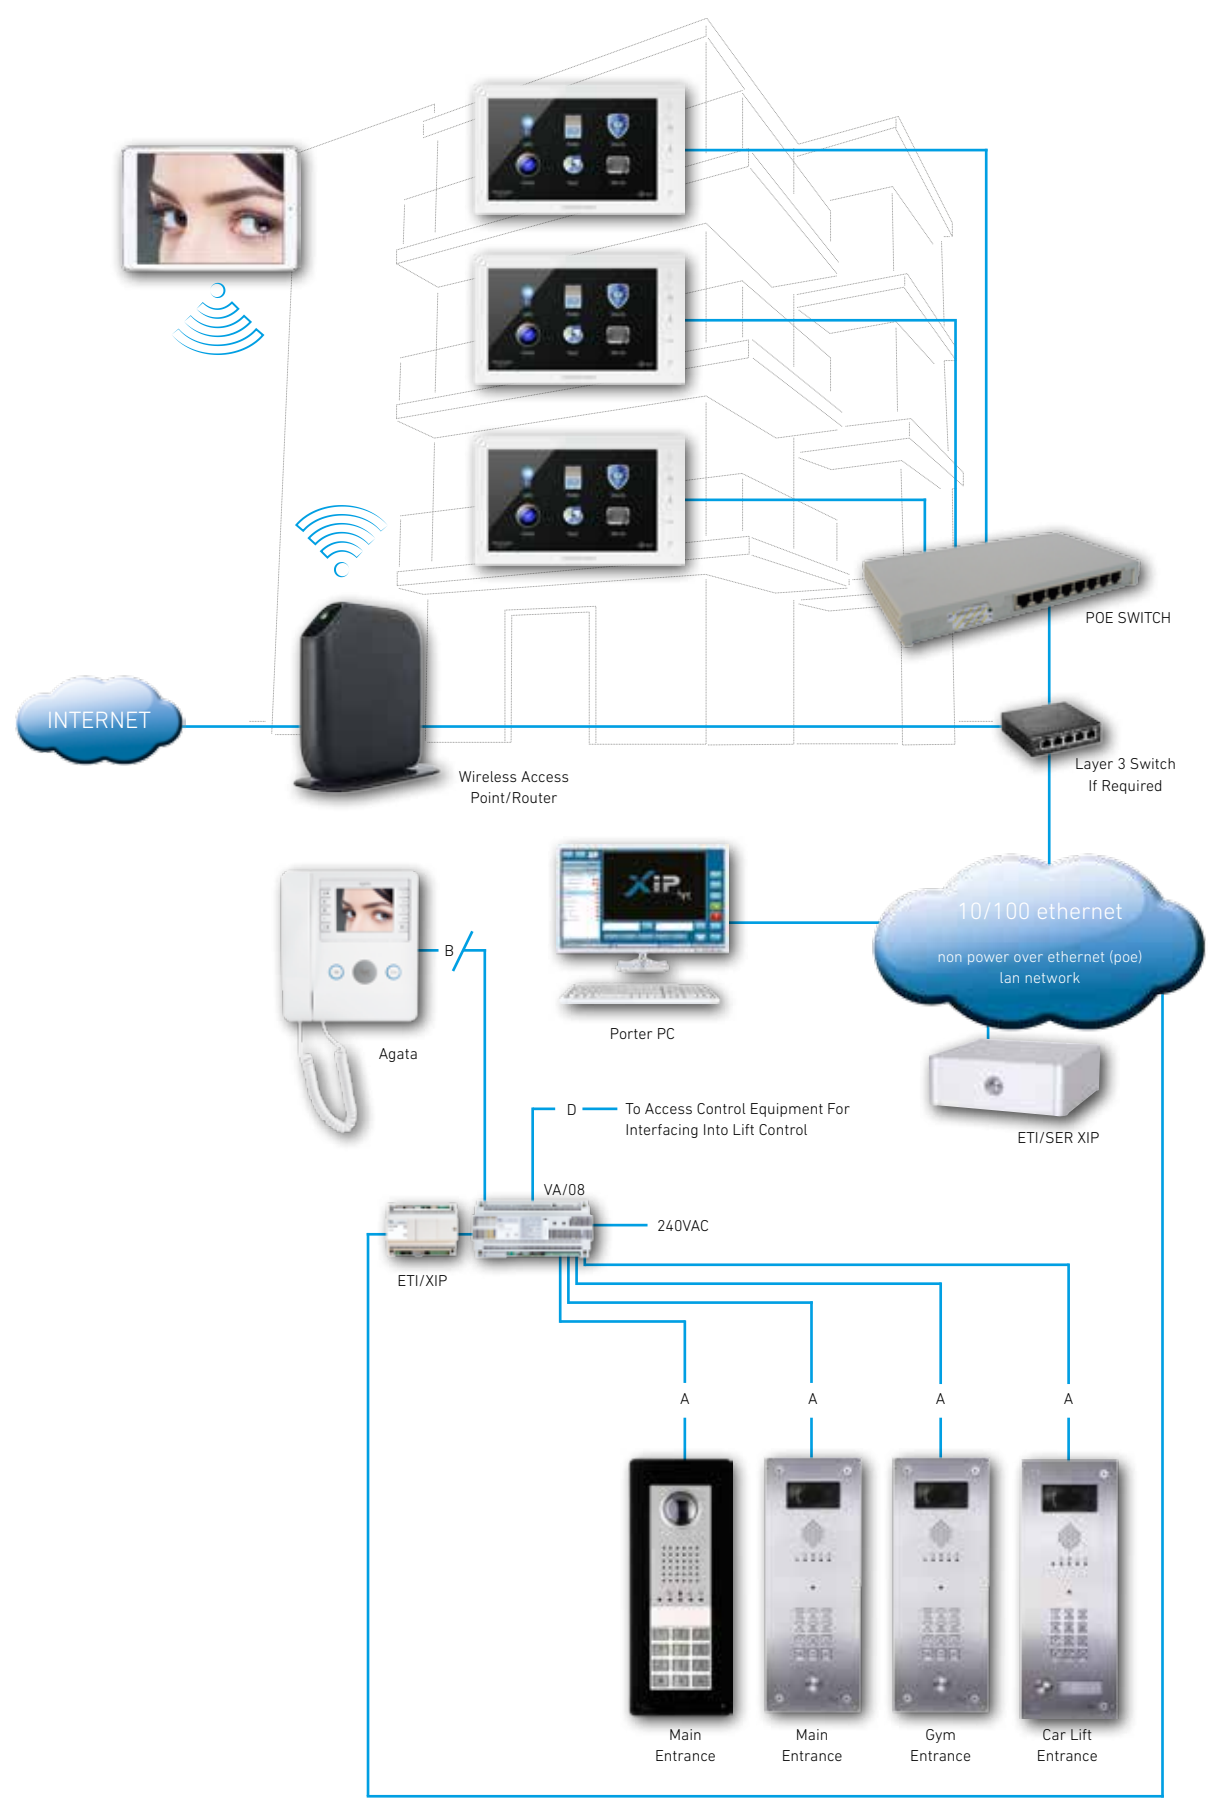 POE SWITCH
INTERNET
Wireless Access
Point/Router
Layer 3 Switch
If Required
XiP
10/100 ethernet
non power over ethernet (poe)
lan network
B
Porter PC
Agata
D
To Access Control Equipment For
Interfacing Into Lift Control
ETI/SER XIP
VA/08
240VAC
ETI/XIP
A
A
A
A
Main
Entrance
Main
Entrance
Gym
Entrance
Car Lift
Entrance